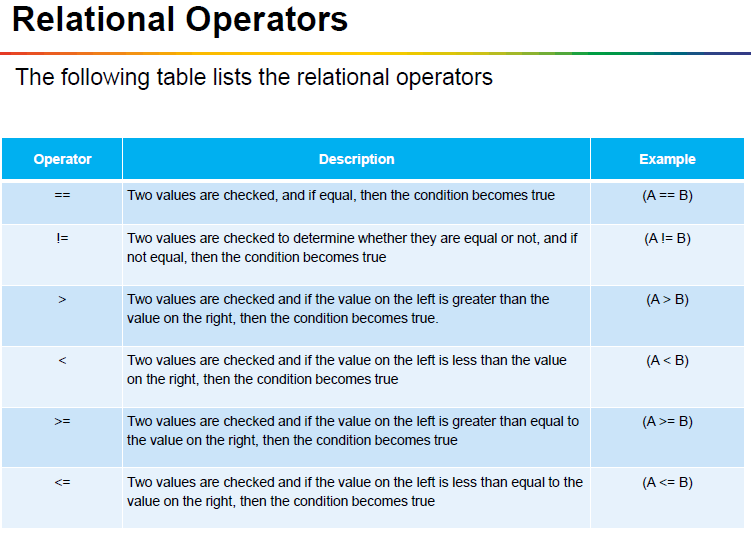 Relational Operators
The following table lists the relational operators
Operator Description Example
== Two values are checked, and if equal, then the condition becomes true (A == B)
!= Two values are checked to determine whether they are equal or not, and if (A != B)
not equal, then the condition becomes true
> Two values are checked and if the value on the left is greater than the (A > B)
value on the right, then the condition becomes true.
< Two values are checked and if the value on the left is less than the value (A < B)
on the right, then the condition becomes true
>= Two values are checked and if the value on the left is greater than equal to (A >= B)
the value on the right, then the condition becomes true
<= Two values are checked and if the value on the left is less than equal to the (A <= B)
value on the right, then the condition becomes true